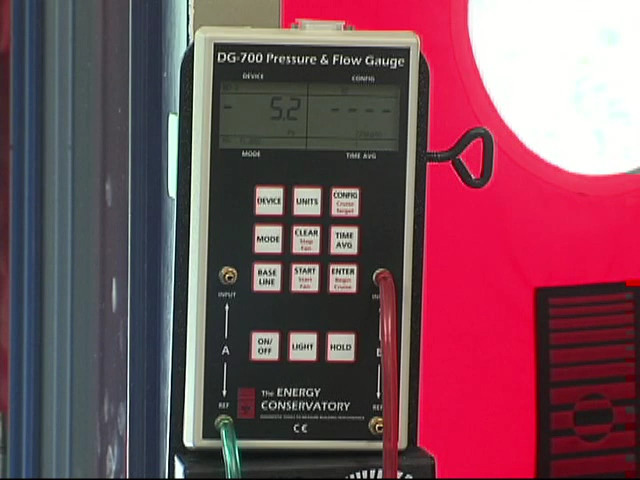 DG-700 Pressure & Flow Gauge
DEVICE CONFIG
- 5.2 - - - -
Pa
MODE TIME AVG
DEVICE UNITS CONFIG
Cruise
Target
MODE CLEAR TIME
Stop AVG
Fan
BASE START ENTER
LINE Start Begin
Fan Cruise
INPUT
A
ON/ LIGHT HOLD
OFF
REF REF
The ENERGY
CONSERVATORY
CE